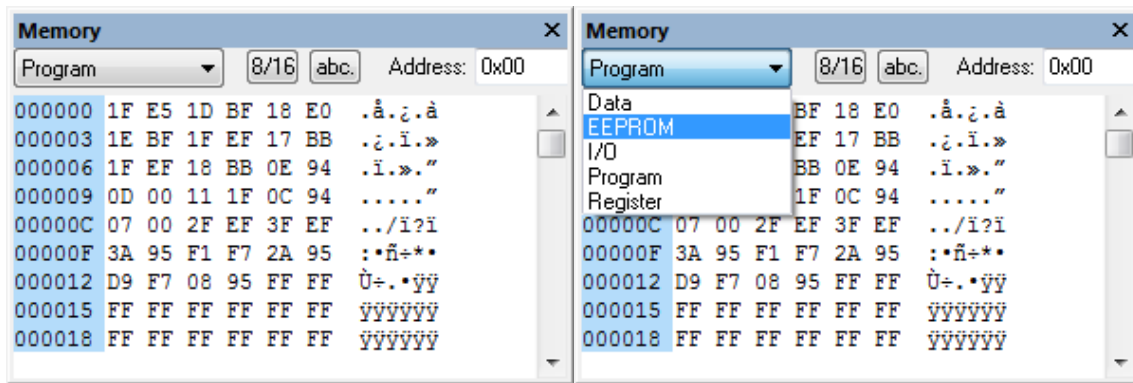 Memory ×
Program 8/16 abc. Address: 0x00
000000 1F E5 1D BF 18 E0 .å.¿.à
000003 1E BF 1F EF 17 BB .¿.ï.»
000006 1F EF 18 BB 0E 94 .ï.».”
000009 0D 00 11 1F 0C 94 .....”
00000C 07 00 2F EF 3F EF ../ï?ï
00000F 3A 95 F1 F7 2A 95 :•ñ÷*•
000012 D9 F7 08 95 FF FF Ù÷.•ÿÿ
000015 FF FF FF FF FF FF ÿÿÿÿÿÿ
000018 FF FF FF FF FF FF ÿÿÿÿÿÿ
Memory ×
Program 8/16 abc. Address: 0x00
Data
EEPROM
I/O
Program
Register
BF 18 E0 .å.¿.à
EF 17 BB .¿.ï.»
BB 0E 94 .ï.».”
1F 0C 94 .....”
00000C 07 00 2F EF 3F EF ../ï?ï
00000F 3A 95 F1 F7 2A 95 :•ñ÷*•
000012 D9 F7 08 95 FF FF Ù÷.•ÿÿ
000015 FF FF FF FF FF FF ÿÿÿÿÿÿ
000018 FF FF FF FF FF FF ÿÿÿÿÿÿ